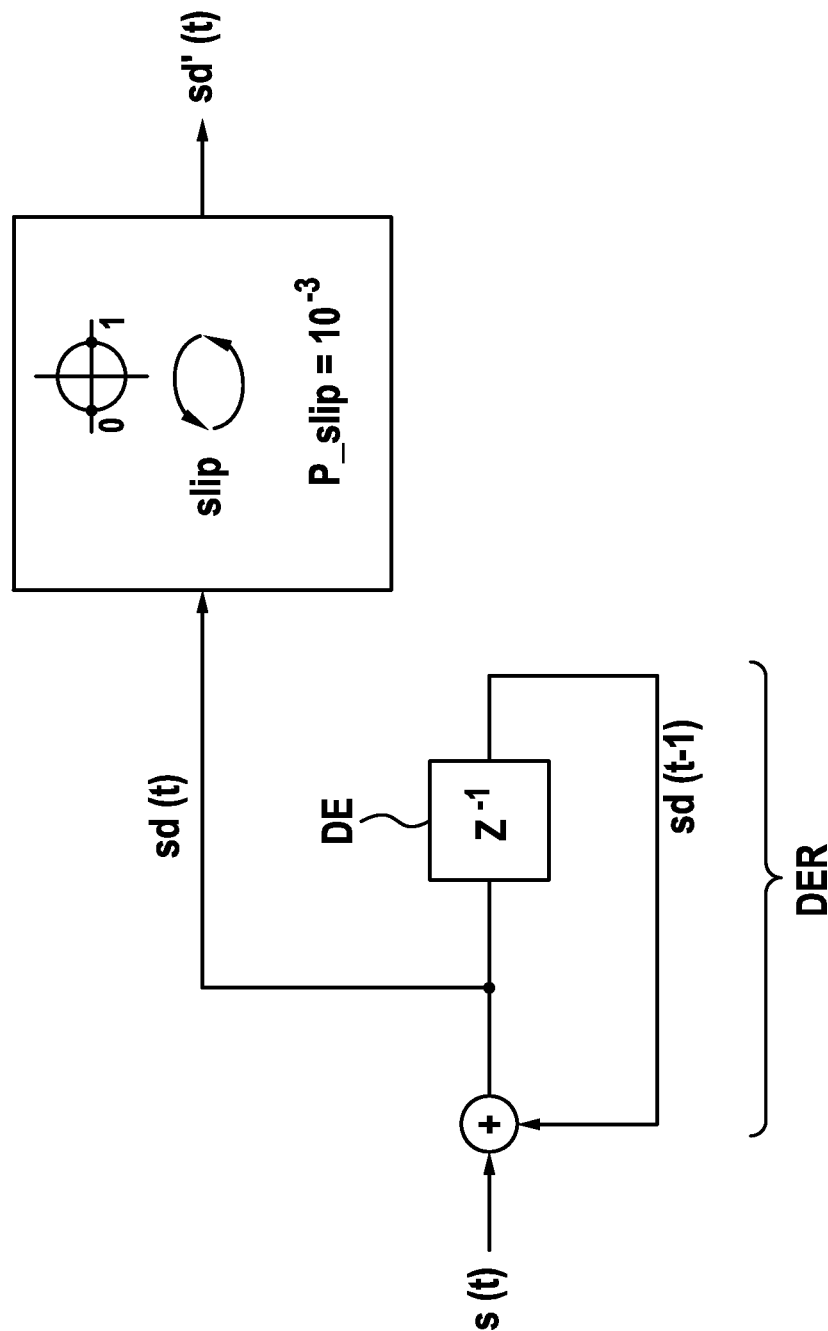 sd' (t)
0
1
slip
P_slip = 10⁻³
sd (t)
DE
Z⁻¹
sd (t-1)
s (t)
+
DER